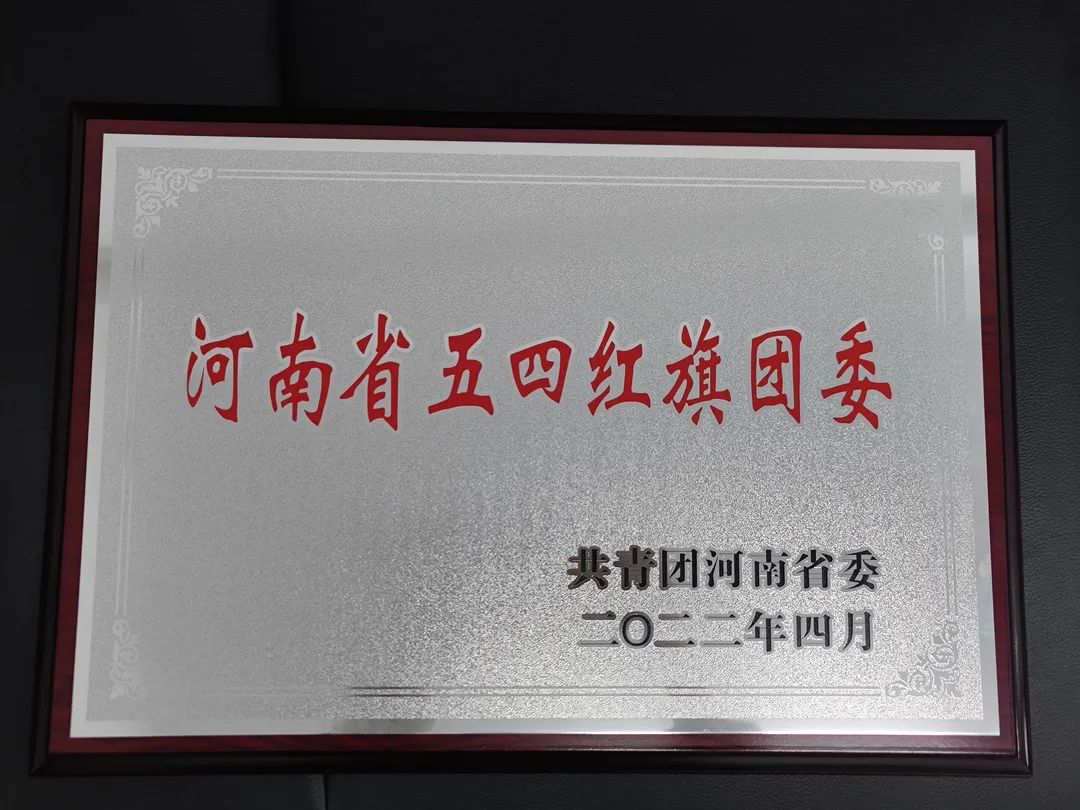 河南省五四红旗团委
共青团河南省委
二〇二二年四月